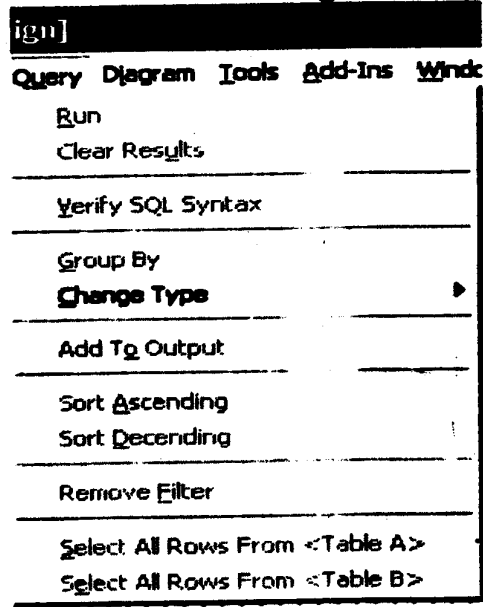 ign]
Query Diagram Tools Add-Ins Windo
Run
Clear Results
Verify SQL Syntax
Group By
Change Type
Add To Output
Sort Ascending
Sort Decending
Remove Filter
Select All Rows From <Table A>
Select All Rows From <Table B>